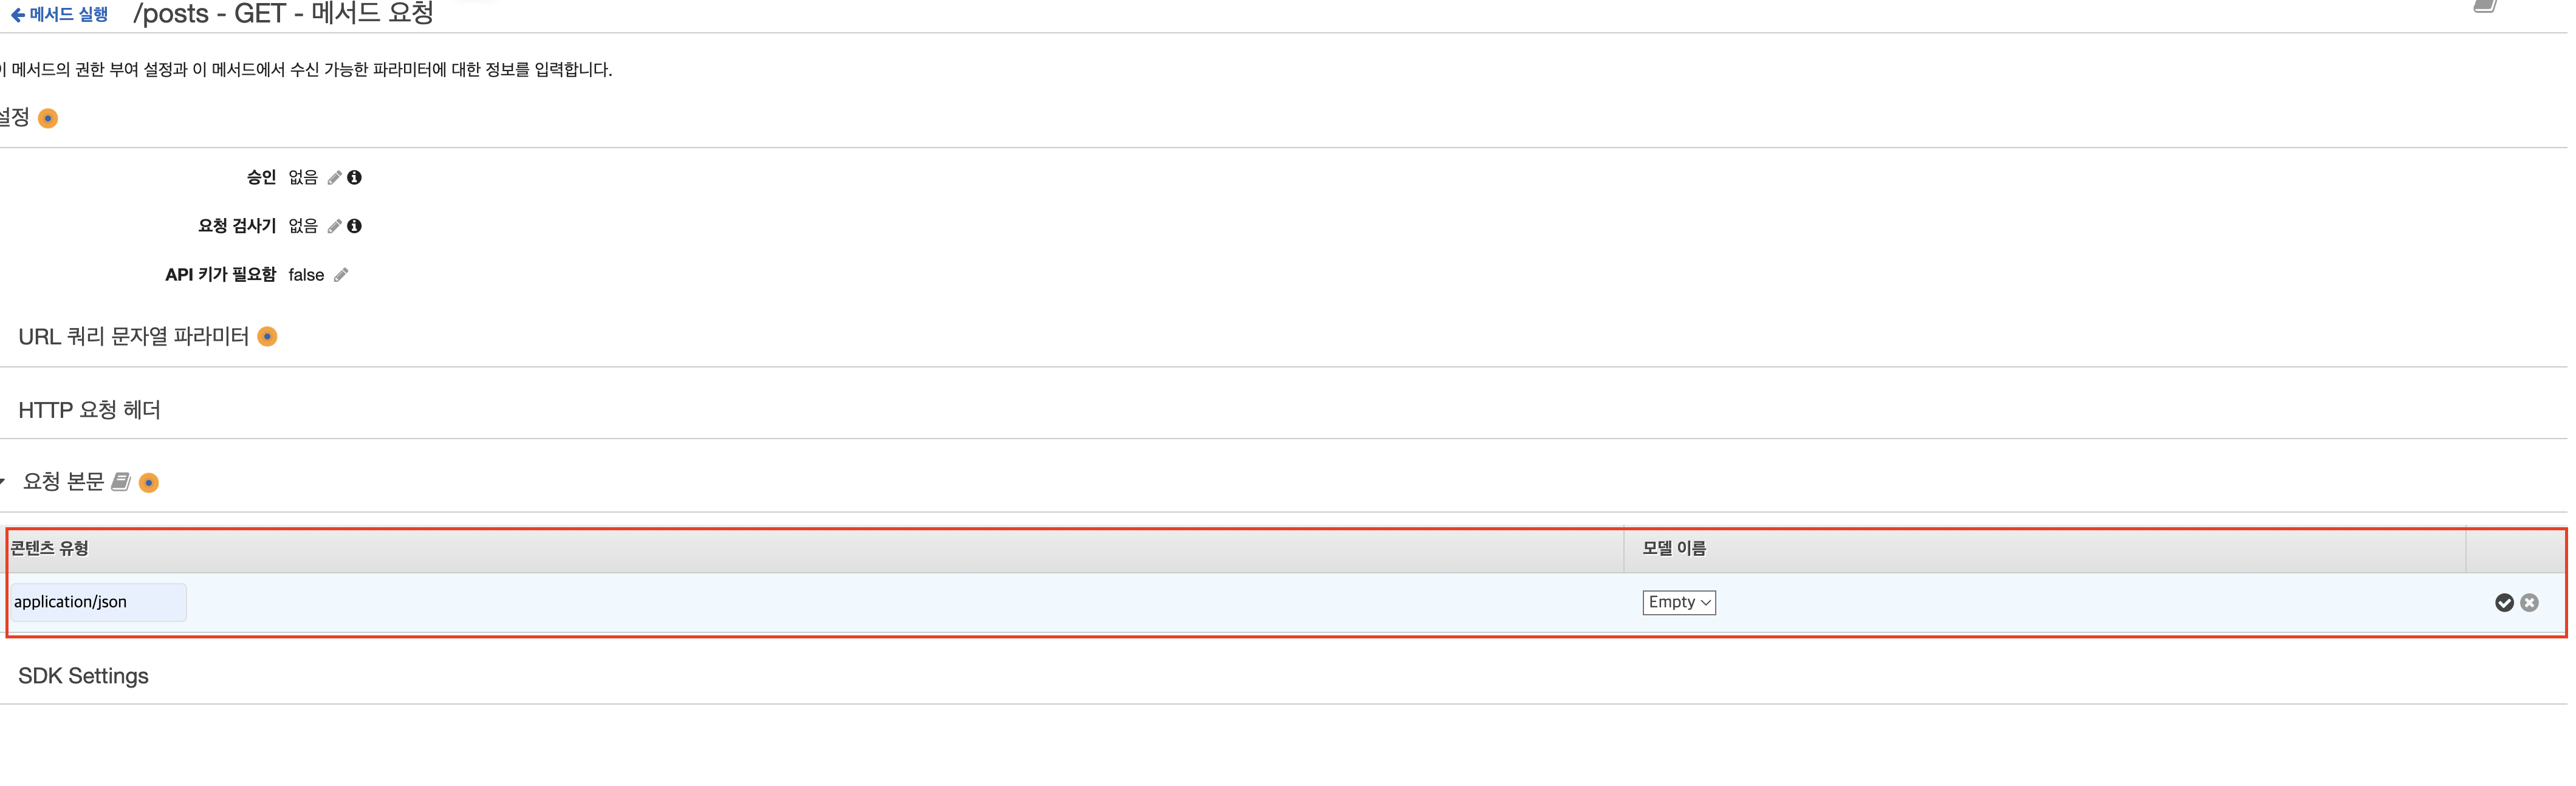 메서드 실행 /posts - GET - 메서드 요청
이 메서드의 권한 부여 설정과 이 메서드에서 수신 가능한 파라미터에 대한 정보를 입력합니다.
설정
승인 없음
요청 검사기 없음
API 키가 필요함 false
URL 쿼리 문자열 파라미터
HTTP 요청 헤더
요청 본문
콘텐츠 유형 모델 이름
application/json Empty
SDK Settings